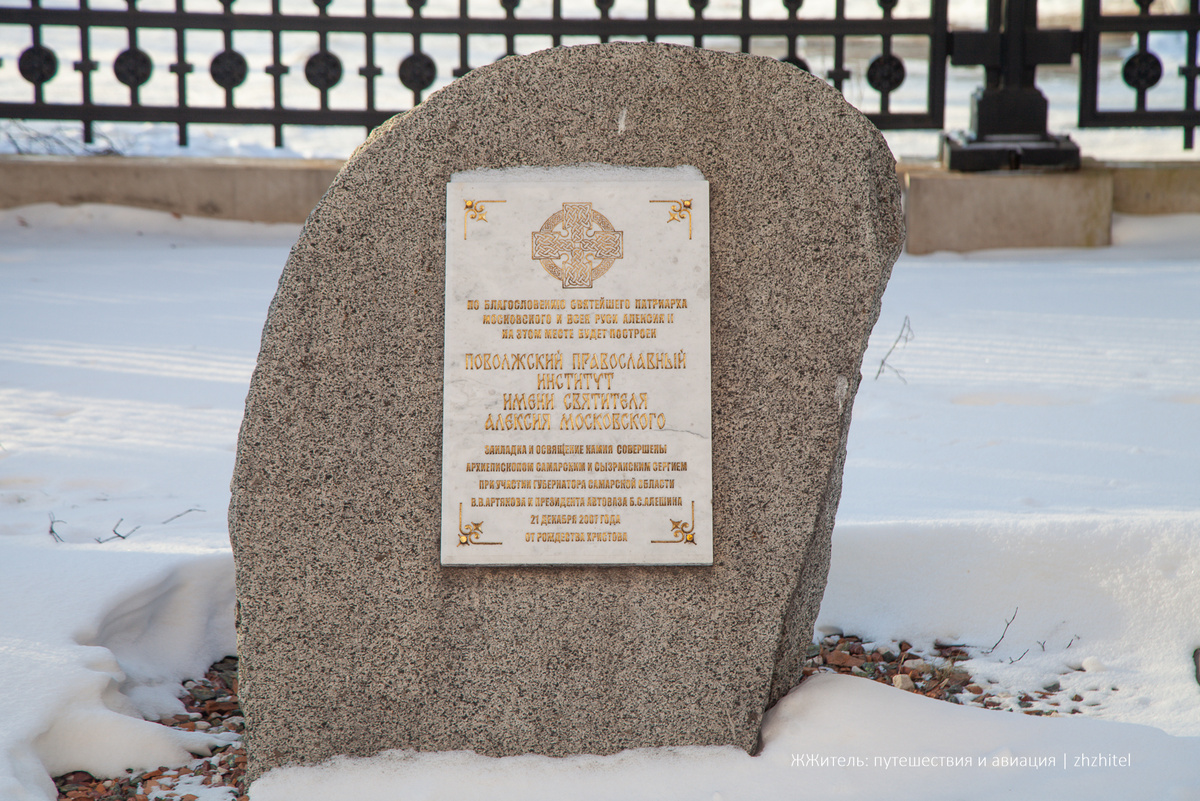 ПО БЛАГОСЛОВЕНИЮ СВЯТЕЙШЕГО ПАТРИАРХА
МОСКОВСКОГО И ВСЕЯ РУСИ АЛЕКСИЯ II
НА ЭТОМ МЕСТЕ БУДЕТ ПОСТРОЕН
ПОВОЛЖСКИЙ ПРАВОСЛАВНЫЙ
ИНСТИТУТ
ИМЕНИ СВЯТИТЕЛЯ
АЛЕКСИЯ МОСКОВСКОГО
ЗАКЛАДКА И ОСВЯЩЕНИЕ КАМНЯ СОВЕРШЕНЫ
АРХИЕПИСКОПОМ САМАРСКИМ И СЫЗРАНСКИМ СЕРГИЕМ
ПРИ УЧАСТИИ ГУБЕРНАТОРА САМАРСКОЙ ОБЛАСТИ
В.В.АРТЯКОВА И ПРЕЗИДЕНТА АВТОВАЗА Б.С.АЛЕШИНА
21 ДЕКАБРЯ 2007 ГОДА
ОТ РОЖДЕСТВА ХРИСТОВА
ЖЖитель: путешествия и авиация | zhzhitel